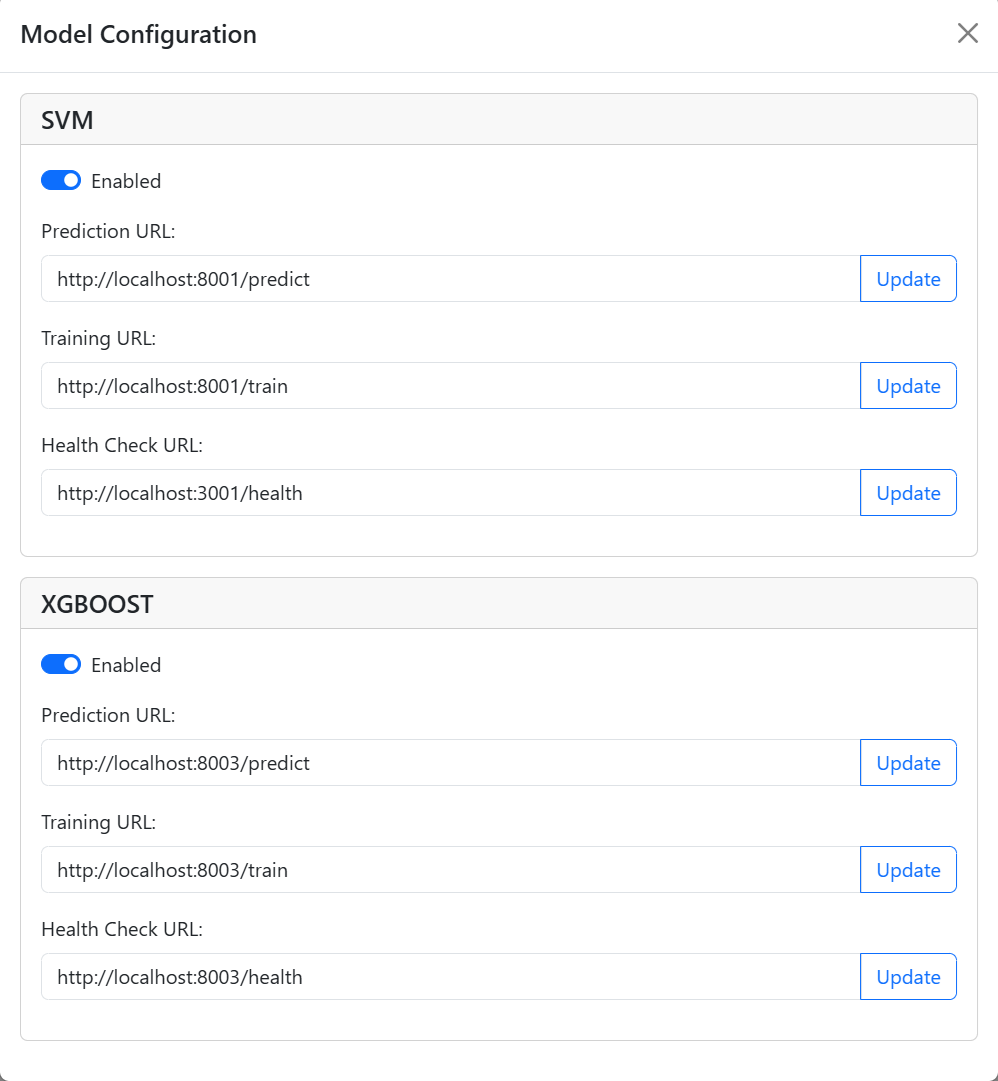 Model Configuration
SVM
Enabled
Prediction URL:
http://localhost:8001/predict
Update
Training URL:
http://localhost:8001/train
Update
Health Check URL:
http://localhost:3001/health
Update
XGBOOST
Enabled
Prediction URL:
http://localhost:8003/predict
Update
Training URL:
http://localhost:8003/train
Update
Health Check URL:
http://localhost:8003/health
Update